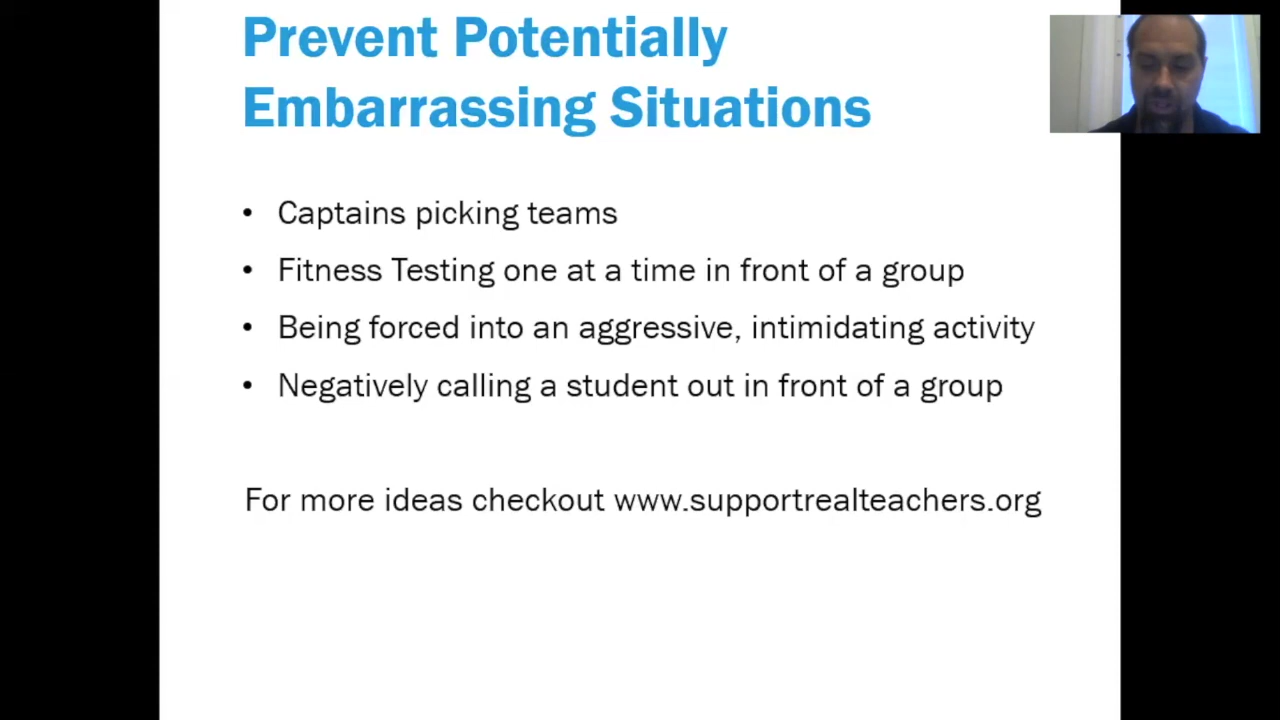 Prevent Potentially
Embarrassing Situations
• Captains picking teams
• Fitness Testing one at a time in front of a group
• Being forced into an aggressive, intimidating activity
• Negatively calling a student out in front of a group
For more ideas checkout www.supportrealteachers.org